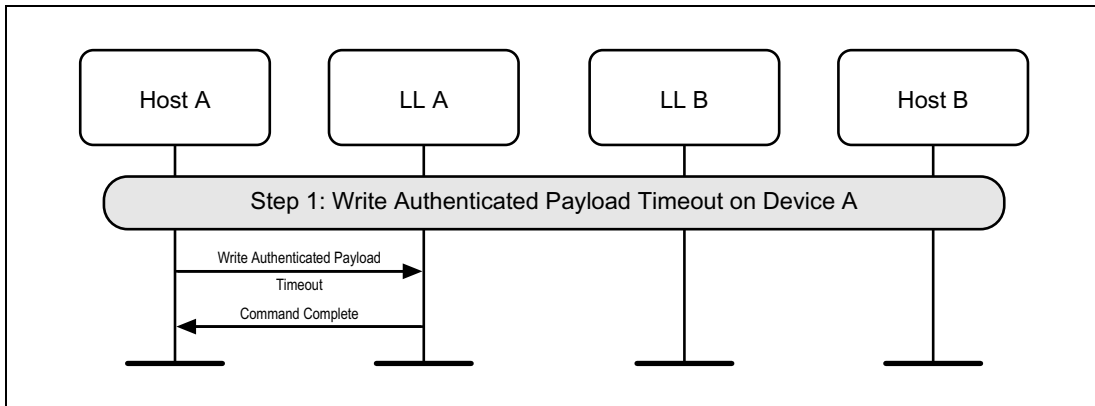 Host A
LL A
LL B
Host B
Step 1: Write Authenticated Payload Timeout on Device A
Write Authenticated Payload
Timeout
Command Complete